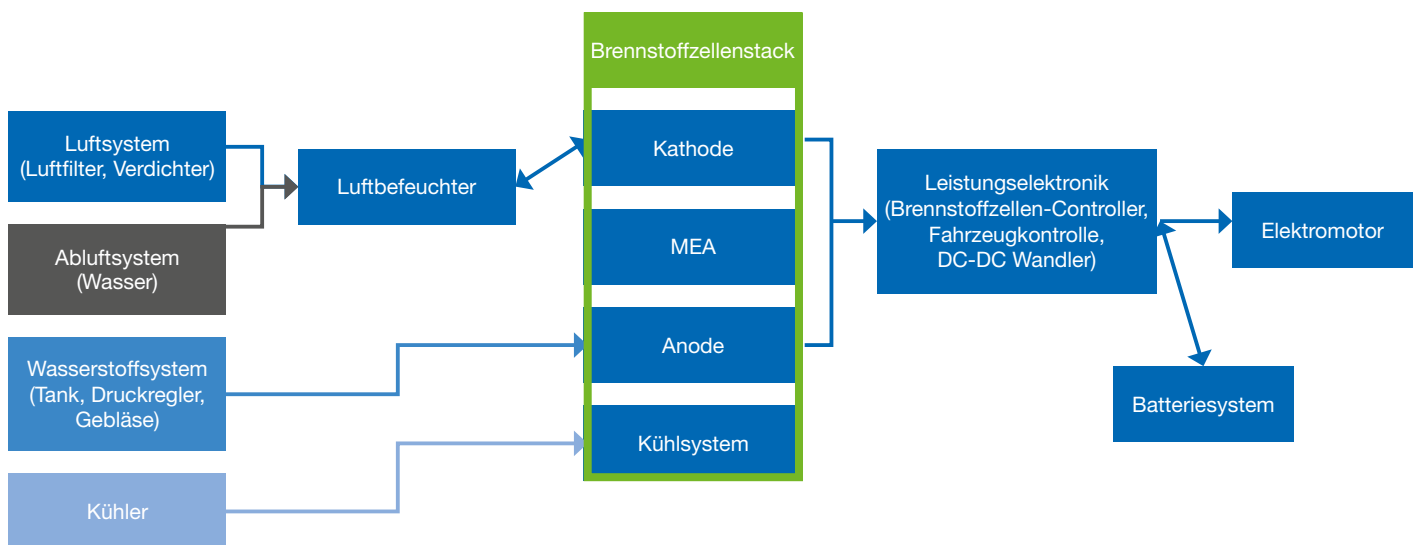 Brennstoffzellenstack
Luftsystem
(Luftfilter, Verdichter)
Abluftsystem
(Wasser)
Wasserstoffsystem
(Tank, Druckregler,
Gebläse)
Kühler
Luftbefeuchter
Kathode
MEA
Anode
Kühlsystem
Leistungselektronik
(Brennstoffzellen-Controller,
Fahrzeugkontrolle,
DC-DC Wandler)
Elektromotor
Batteriesystem